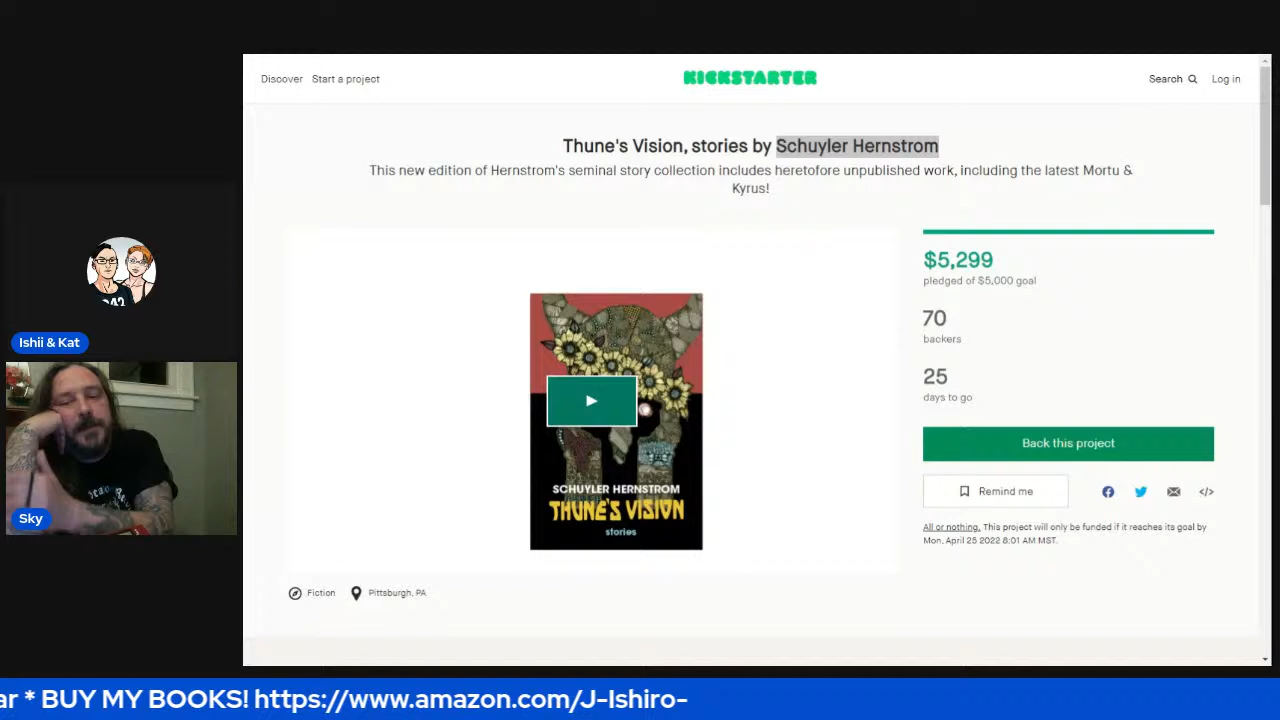 Discover Start a project
KICKSTARTER
Search Log in
Thune's Vision, stories by Schuyler Hernstrom
This new edition of Hernstrom's seminal story collection includes heretofore unpublished work, including the latest Mortu &
Kyrus!
$5,299
pledged of $5,000 goal
70
backers
25
days to go
Back this project
Remind me
All or nothing. This project will only be funded if it reaches its goal by
Mon, April 25 2022 8:01 AM MST.
SCHUYLER HERNSTROM
THUNE'S VISION
stories
Fiction Pittsburgh, PA
Ishii & Kat
Sky
ar * BUY MY BOOKS! https://www.amazon.com/J-Ishiro-